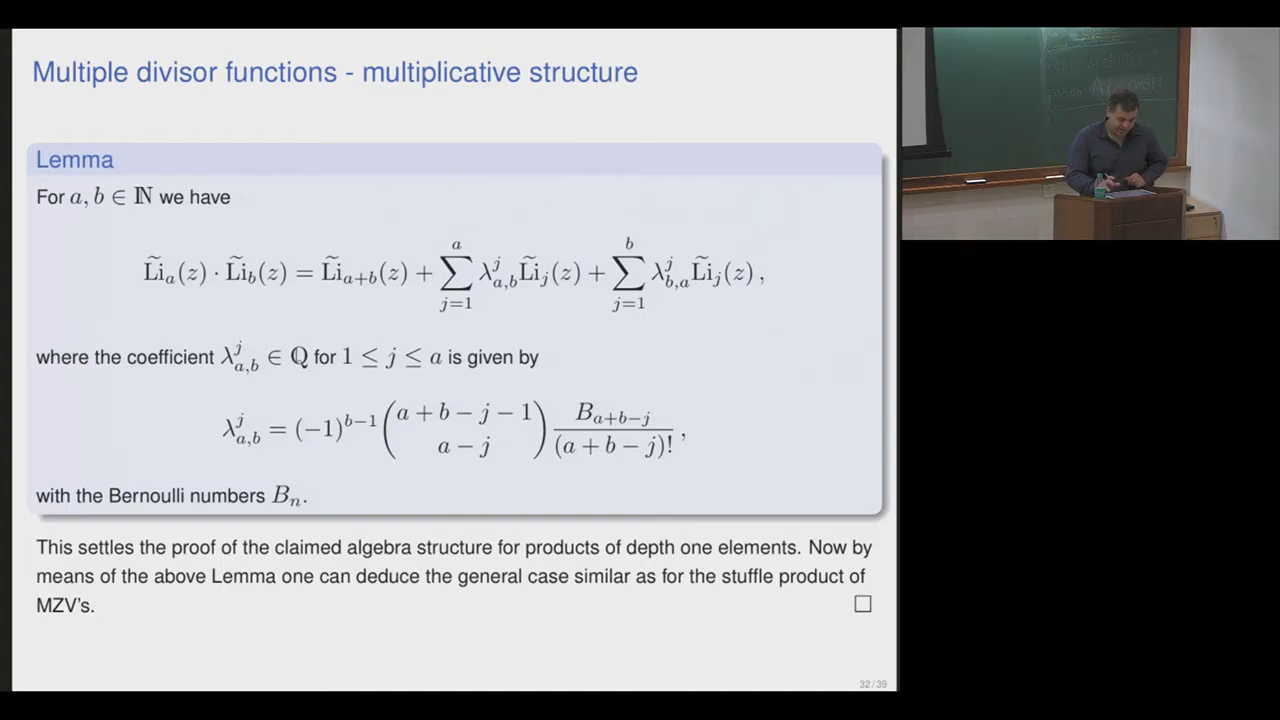 Multiple divisor functions - multiplicative structure
Lemma
For a, b ∈ ℕ we have
L̃i_a(z) · L̃i_b(z) = L̃i_{a+b}(z) + ∑_{j=1}^{a} λ^j_{a,b} L̃i_j(z) + ∑_{j=1}^{b} λ^j_{b,a} L̃i_j(z) ,
where the coefficient λ^j_{a,b} ∈ ℚ for 1 ≤ j ≤ a is given by
λ^j_{a,b} = (−1)^{b−1} \binom{a + b − j − 1}{a − j} \frac{B_{a+b−j}}{(a + b − j)!} ,
with the Bernoulli numbers B_n.
This settles the proof of the claimed algebra structure for products of depth one elements. Now by
means of the above Lemma one can deduce the general case similar as for the stuffle product of
MZV's. □
32 / 39